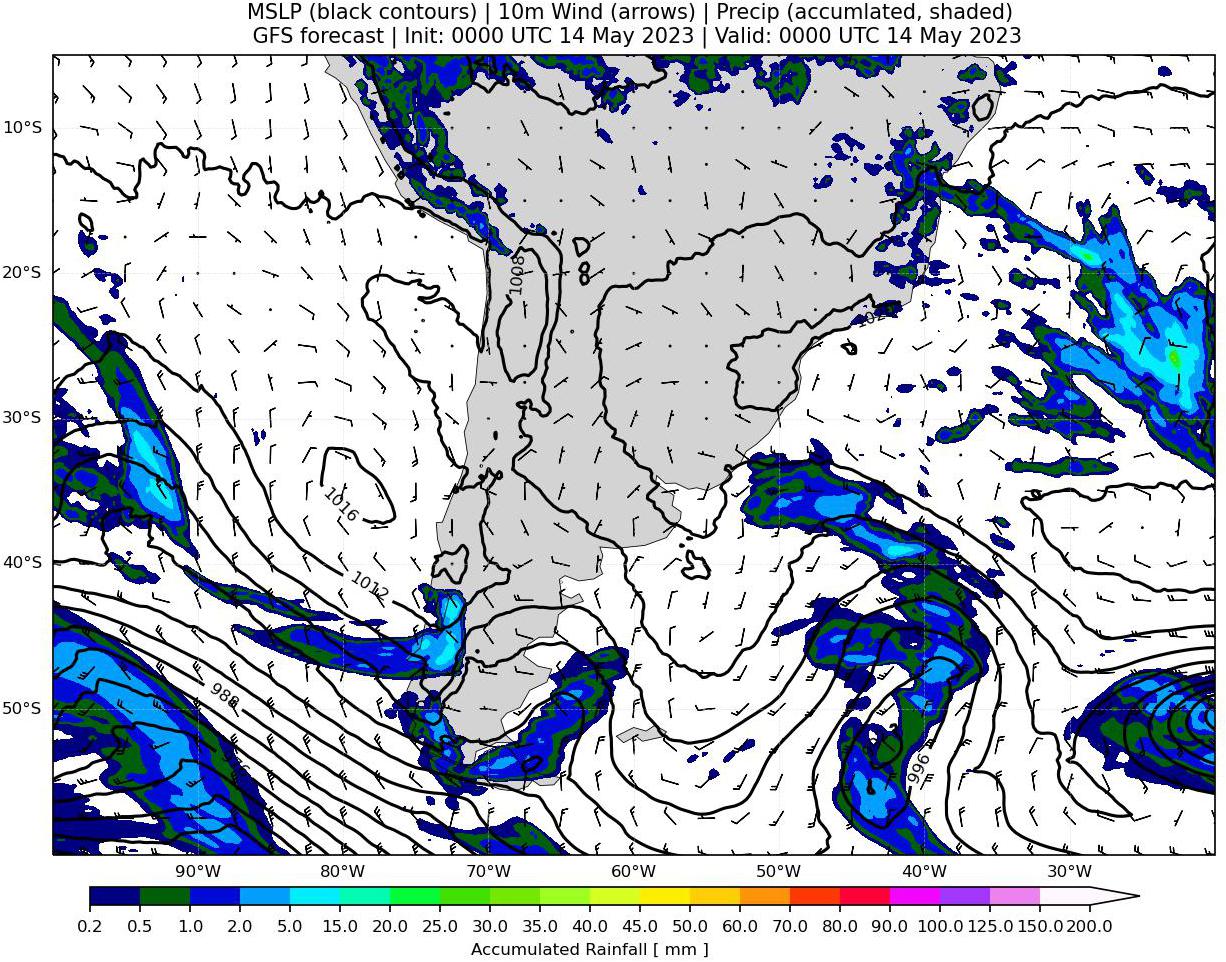 MSLP (black contours) | 10m Wind (arrows) | Precip (accumlated, shaded)
GFS forecast | Init: 0000 UTC 14 May 2023 | Valid: 0000 UTC 14 May 2023
10°S
1008
20°S
30°S
1016
40°S
1012
988
50°S
996
90°W 80°W 70°W 60°W 50°W 40°W 30°W
0.2 0.5 1.0 2.0 5.0 10.0 15.0 20.0 25.0 30.0 35.0 40.0 45.0 50.0 60.0 70.0 80.0 90.0 100.0 125.0 150.0 200.0
Accumulated Rainfall [ mm ]